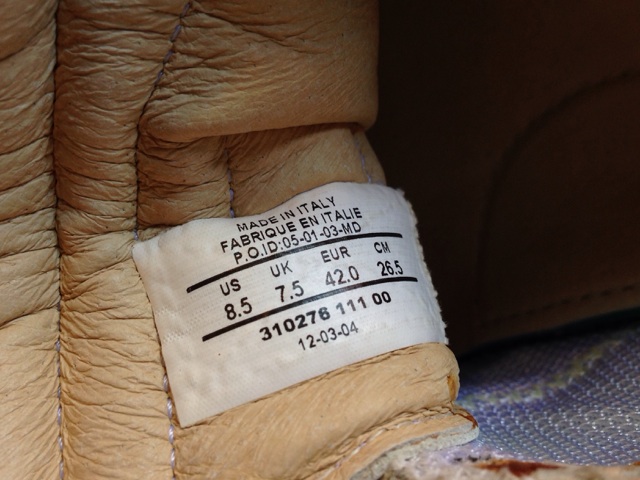 MADE IN ITALY
FABRIQUE EN ITALIE
P.O.ID:05-01-03-MD
US UK EUR CM
8.5 7.5 42.0 26.5
310276 111 00
12-03-04